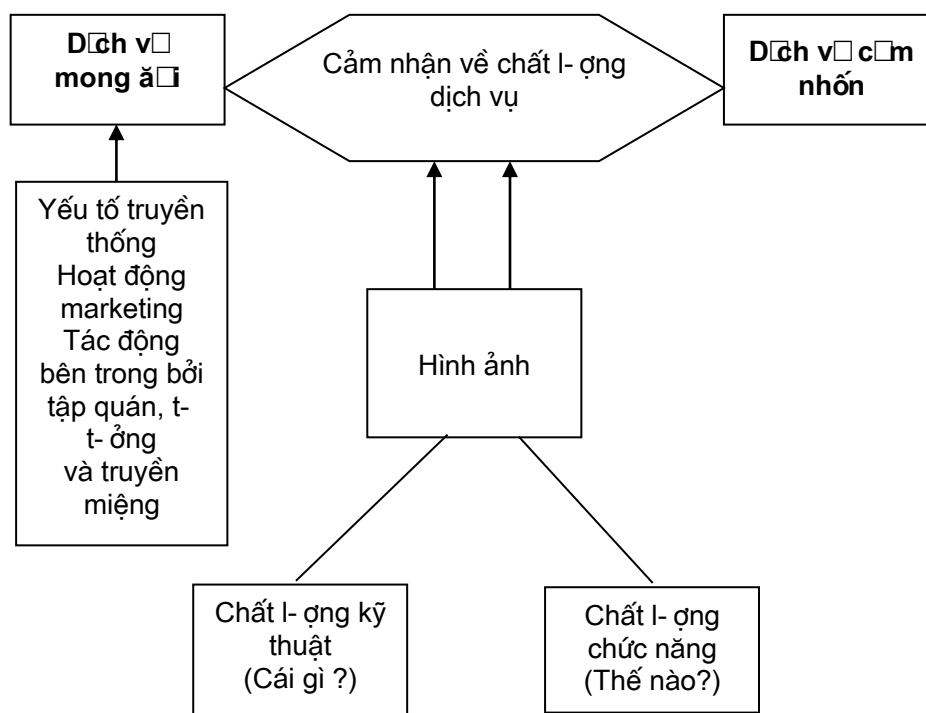 D□ch v□
mong ă□i
Cảm nhận về chất l- ợng
dịch vụ
D□ch v□ c□m
nhốn
Yếu tố truyền
thống
Hoạt động
marketing
Tác động
bên trong bởi
tập quán, t-
t- ởng
và truyền
miệng
Hình ảnh
Chất l- ợng kỹ
thuật
(Cái gì ?)
Chất l- ợng
chức năng
(Thế nào?)